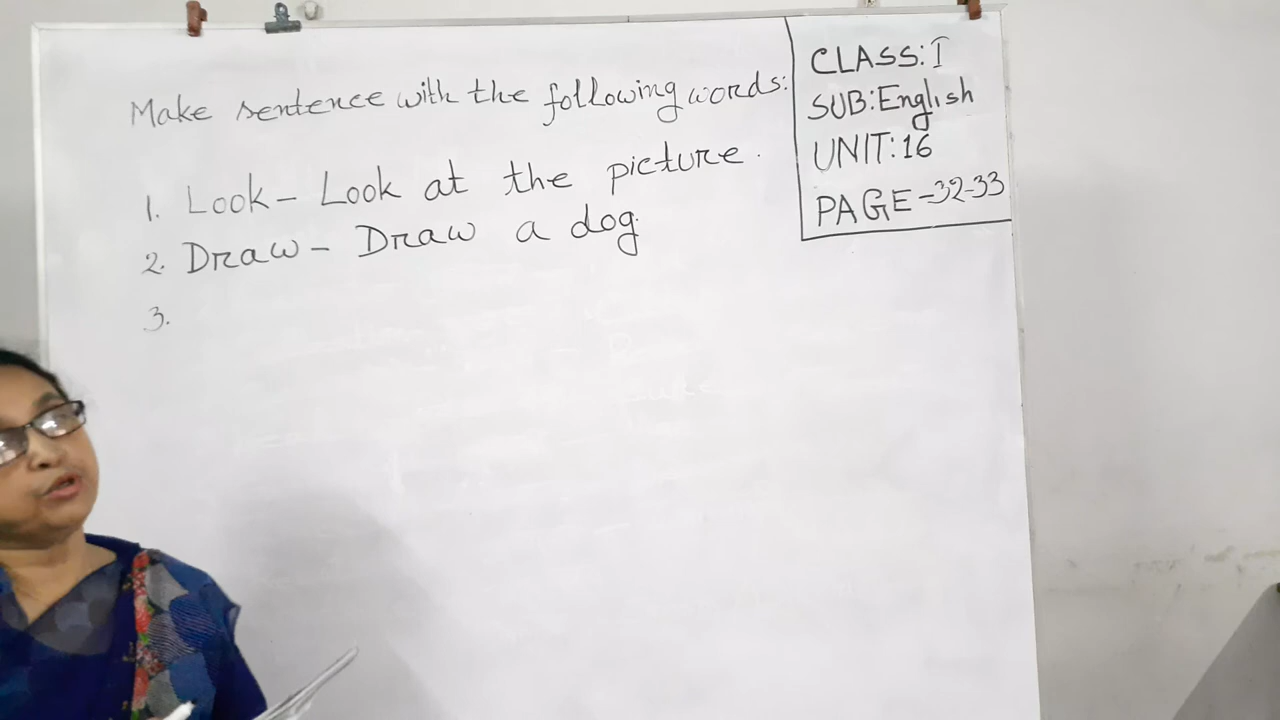 Make sentence with the following words:
1. Look - Look at the picture.
2. Draw - Draw a dog.
3.
CLASS: I
SUB: English
UNIT: 16
PAGE - 32-33